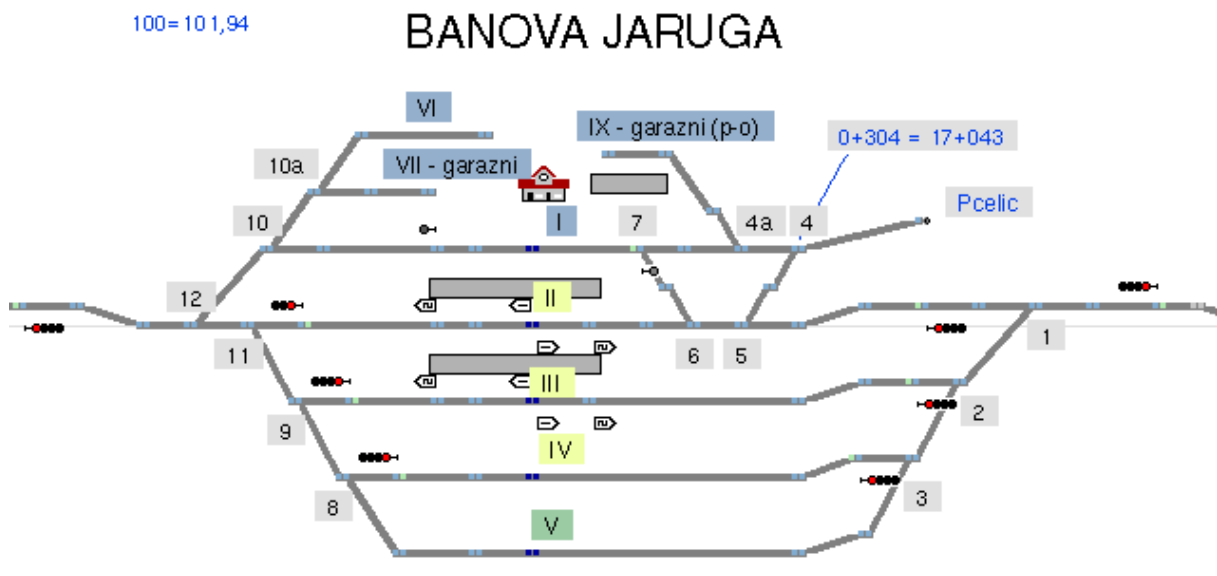 100=101,94
BANOVA JARUGA
VI
IX - garazni (p-o)
0+304 = 17+043
10a
VII - garazni
Pcelic
10
I
7
4a
4
12
II
11
6
5
1
III
2
9
IV
8
3
V